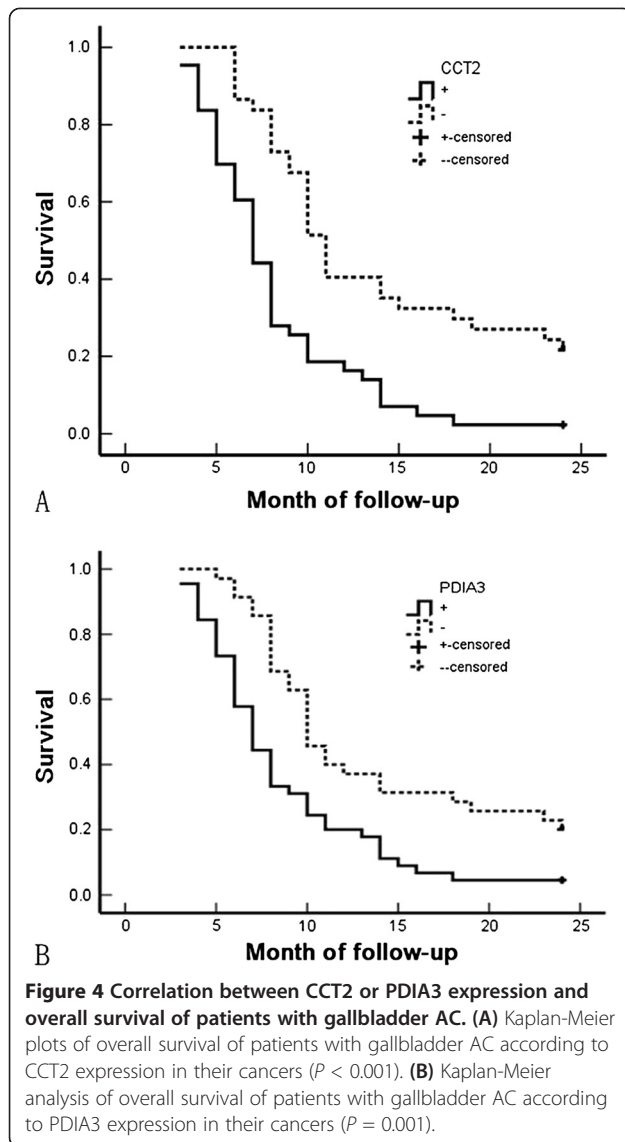 1.0
0.8
0.6
0.4
0.2
0.0
Survival
CCT2
+
-
+-censored
--censored
0 5 10 15 20 25
Month of follow-up
A
1.0
0.8
0.6
0.4
0.2
0.0
Survival
PDIA3
+
-
+-censored
--censored
0 5 10 15 20 25
Month of follow-up
B
Figure 4 Correlation between CCT2 or PDIA3 expression and
overall survival of patients with gallbladder AC. (A) Kaplan-Meier
plots of overall survival of patients with gallbladder AC according to
CCT2 expression in their cancers (P < 0.001). (B) Kaplan-Meier
analysis of overall survival of patients with gallbladder AC according
to PDIA3 expression in their cancers (P = 0.001).